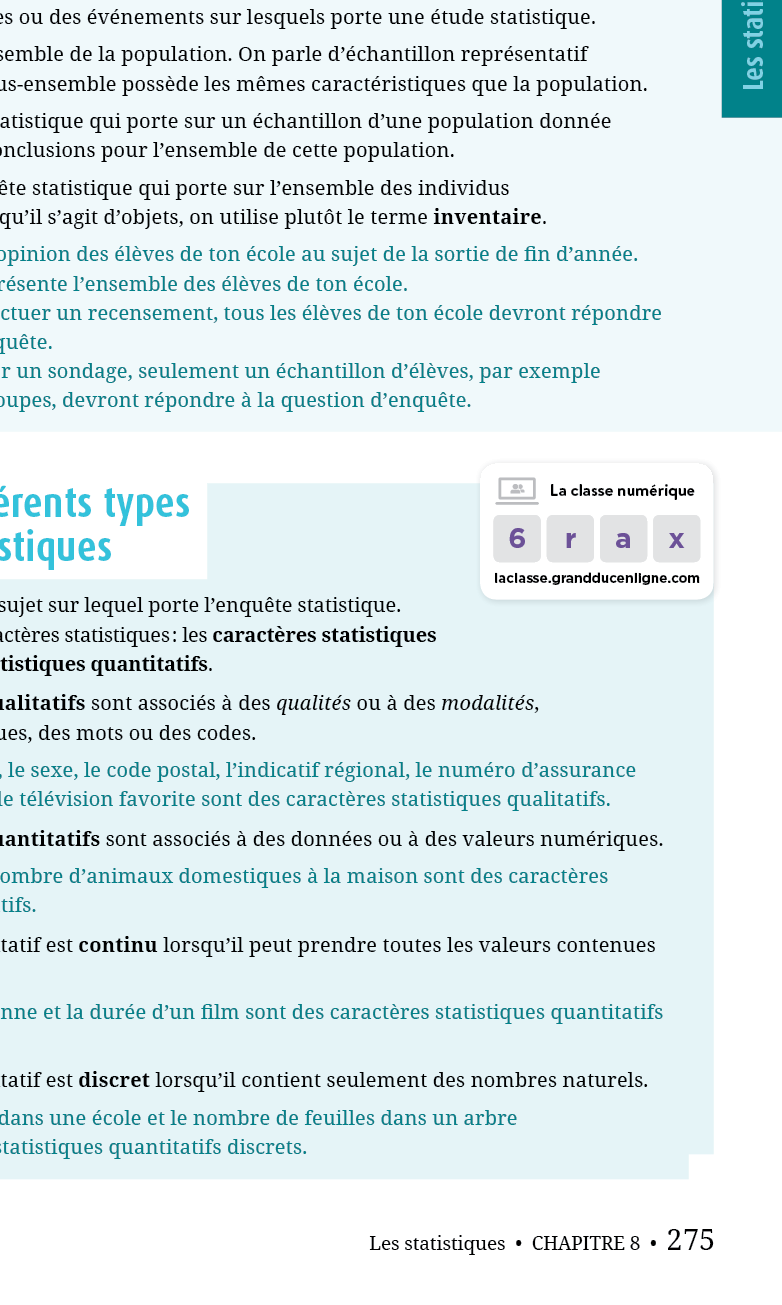 es ou des événements sur lesquels porte une étude statistique.
semble de la population. On parle d’échantillon représentatif
us-ensemble possède les mêmes caractéristiques que la population.
atistique qui porte sur un échantillon d’une population donnée
onclusions pour l’ensemble de cette population.
ête statistique qui porte sur l’ensemble des individus
qu’il s’agit d’objets, on utilise plutôt le terme inventaire.
opinion des élèves de ton école au sujet de la sortie de fin d’année.
résente l’ensemble des élèves de ton école.
ctuer un recensement, tous les élèves de ton école devront répondre
quête.
r un sondage, seulement un échantillon d’élèves, par exemple
oupes, devront répondre à la question d’enquête.
Les stati
érents types
stiques
La classe numérique
6 r a x
laclasse.grandducenligne.com
sujet sur lequel porte l’enquête statistique.
actères statistiques : les caractères statistiques
tistiques quantitatifs.
ualitatifs sont associés à des qualités ou à des modalités,
ues, des mots ou des codes.
, le sexe, le code postal, l’indicatif régional, le numéro d’assurance
le télévision favorite sont des caractères statistiques qualitatifs.
uantitatifs sont associés à des données ou à des valeurs numériques.
ombre d’animaux domestiques à la maison sont des caractères
tifs.
tatif est continu lorsqu’il peut prendre toutes les valeurs contenues
nne et la durée d’un film sont des caractères statistiques quantitatifs
tatif est discret lorsqu’il contient seulement des nombres naturels.
dans une école et le nombre de feuilles dans un arbre
statistiques quantitatifs discrets.
Les statistiques • CHAPITRE 8 • 275